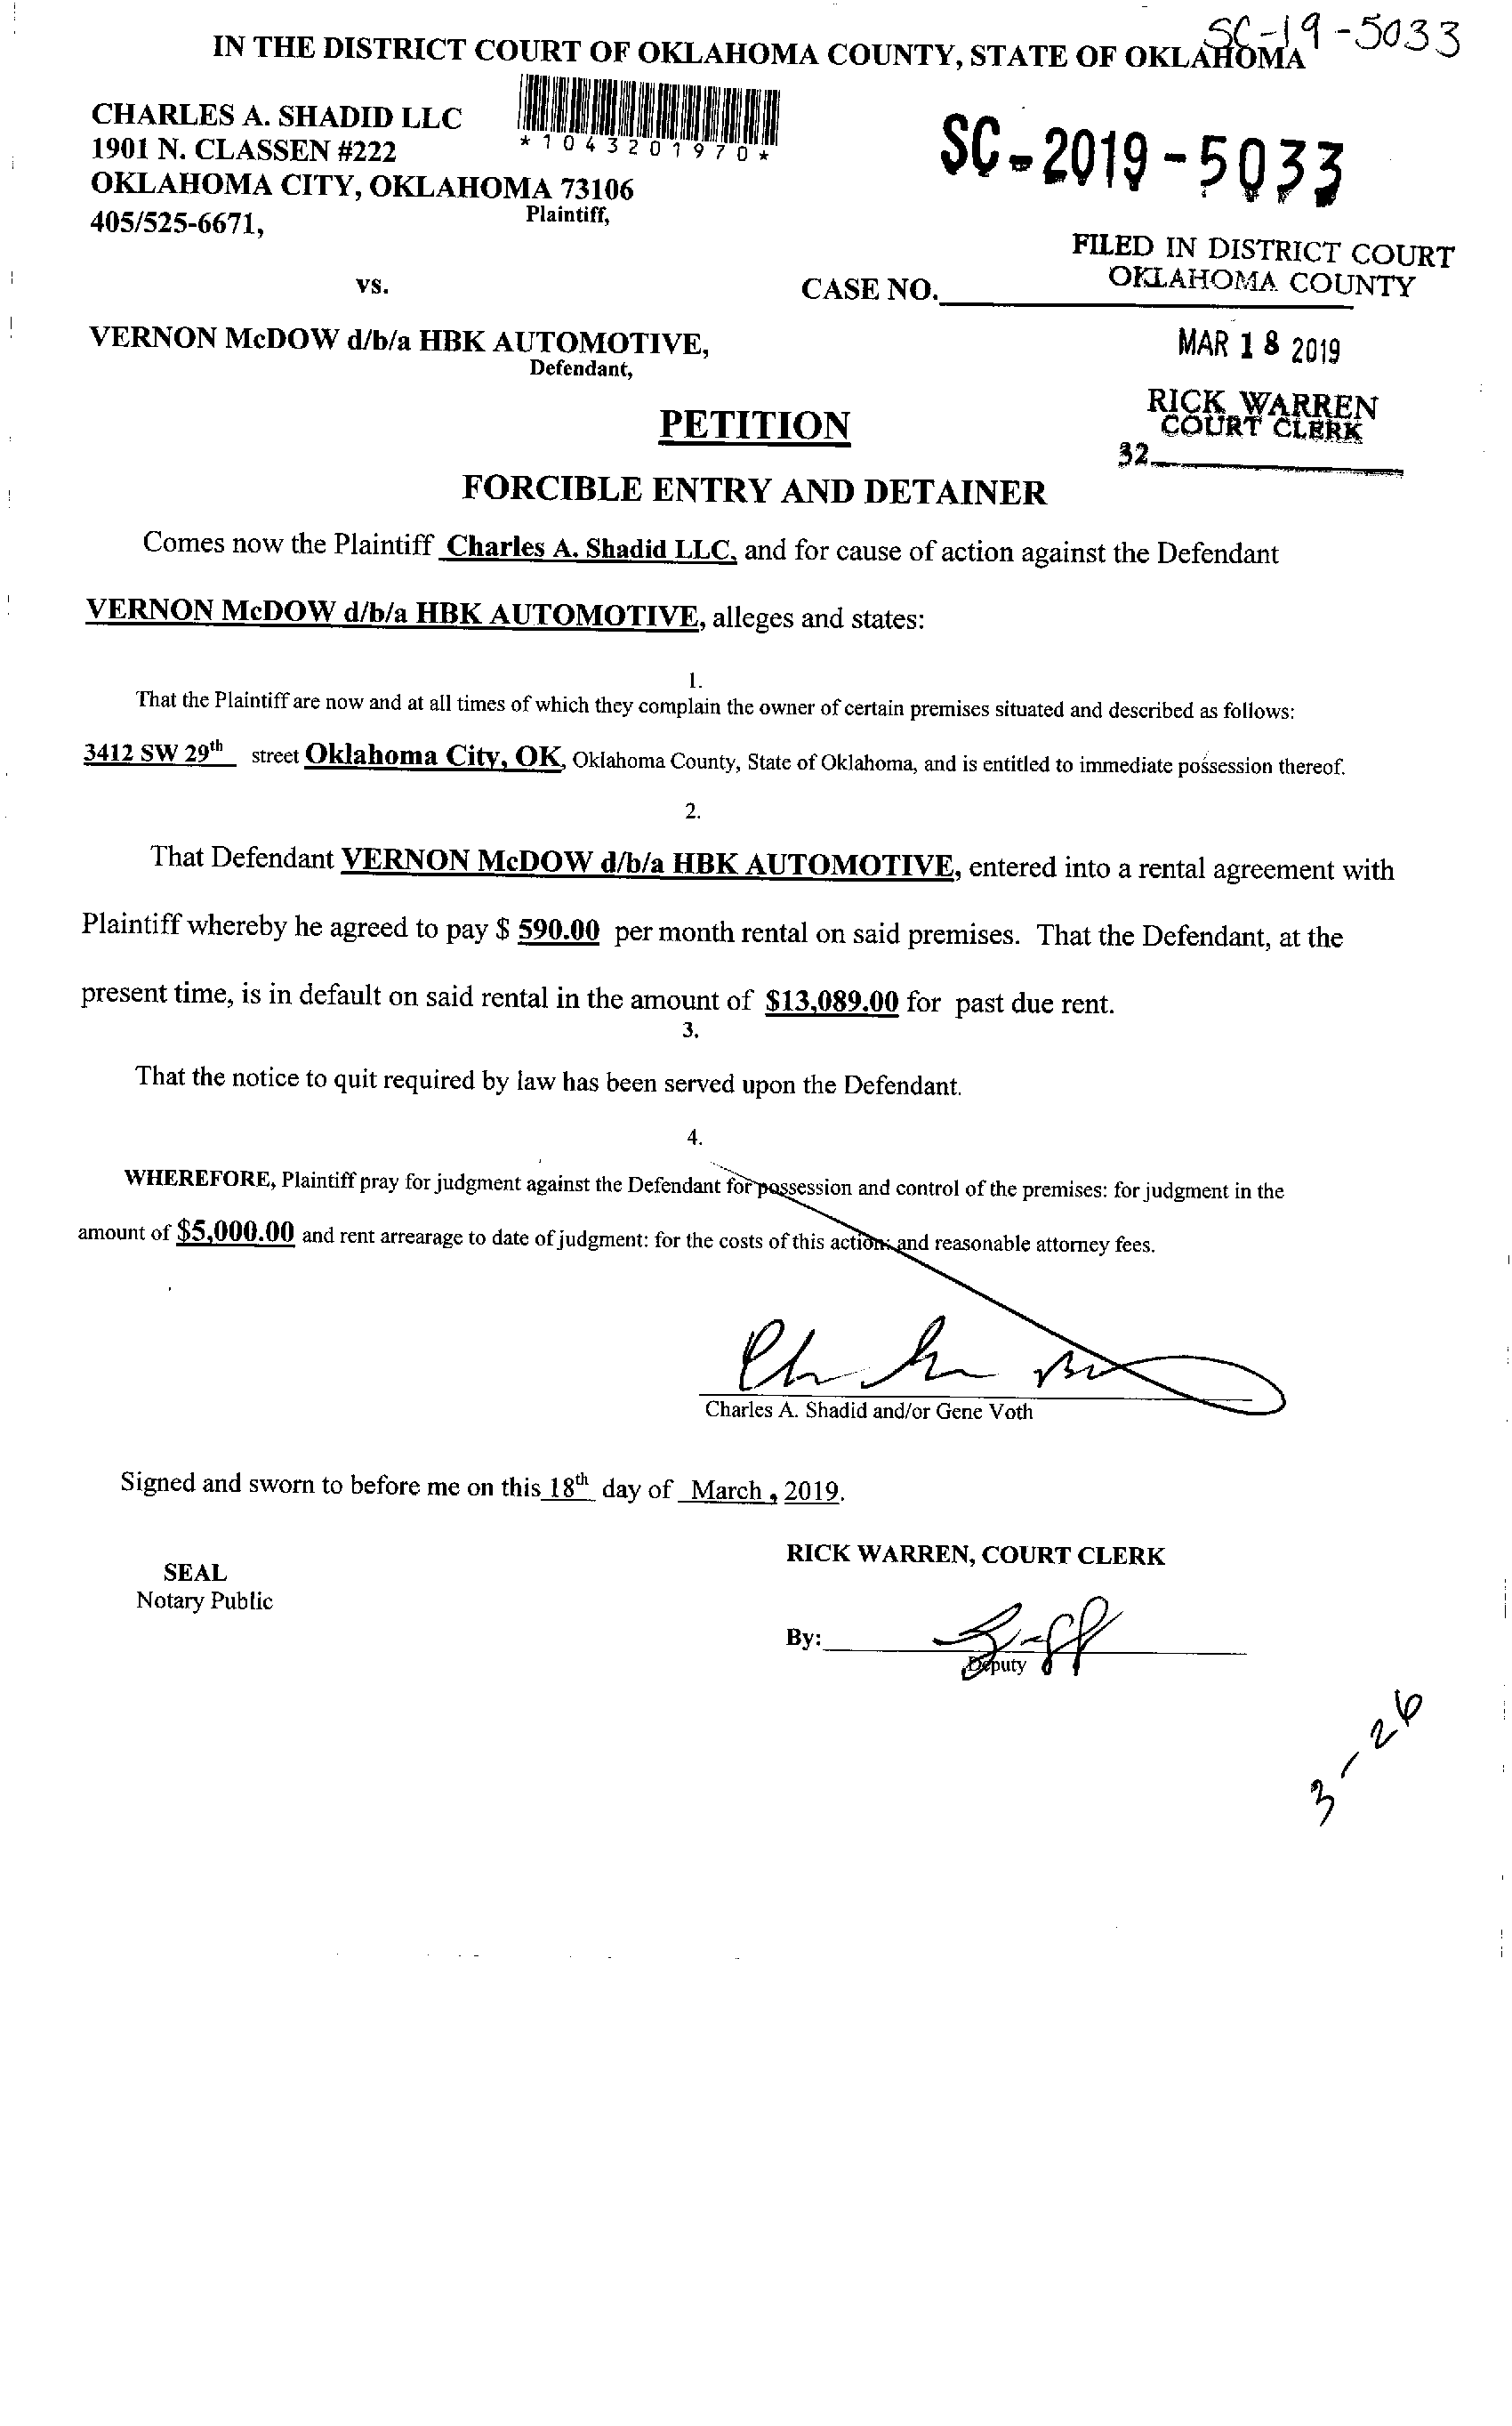 SC-19-5033
IN THE DISTRICT COURT OF OKLAHOMA COUNTY, STATE OF OKLAHOMA
CHARLES A. SHADID LLC
1901 N. CLASSEN #222
*1043201970*
SC-2019-5033
OKLAHOMA CITY, OKLAHOMA 73106
405/525-6671,
Plaintiff,
FILED IN DISTRICT COURT
OKLAHOMA COUNTY
vs.
CASE NO.
VERNON McDOW d/b/a HBK AUTOMOTIVE,
Defendant,
MAR 18 2019
RICK WARREN
COURT CLERK
32
PETITION
FORCIBLE ENTRY AND DETAINER
Comes now the Plaintiff Charles A. Shadid LLC, and for cause of action against the Defendant
VERNON McDOW d/b/a HBK AUTOMOTIVE, alleges and states:
1.
That the Plaintiff are now and at all times of which they complain the owner of certain premises situated and described as follows:
3412 SW 29th street Oklahoma City, OK, Oklahoma County, State of Oklahoma, and is entitled to immediate possession thereof.
2.
That Defendant VERNON McDOW d/b/a HBK AUTOMOTIVE, entered into a rental agreement with
Plaintiff whereby he agreed to pay $ 590.00 per month rental on said premises. That the Defendant, at the
present time, is in default on said rental in the amount of $13,089.00 for past due rent.
3.
That the notice to quit required by law has been served upon the Defendant.
4.
WHEREFORE, Plaintiff pray for judgment against the Defendant for possession and control of the premises: for judgment in the
amount of $5,000.00 and rent arrearage to date of judgment: for the costs of this action: and reasonable attorney fees.
Charles A. Shadid and/or Gene Voth
Signed and sworn to before me on this 18th day of March, 2019.
RICK WARREN, COURT CLERK
SEAL
Notary Public
By:
Deputy
3-26